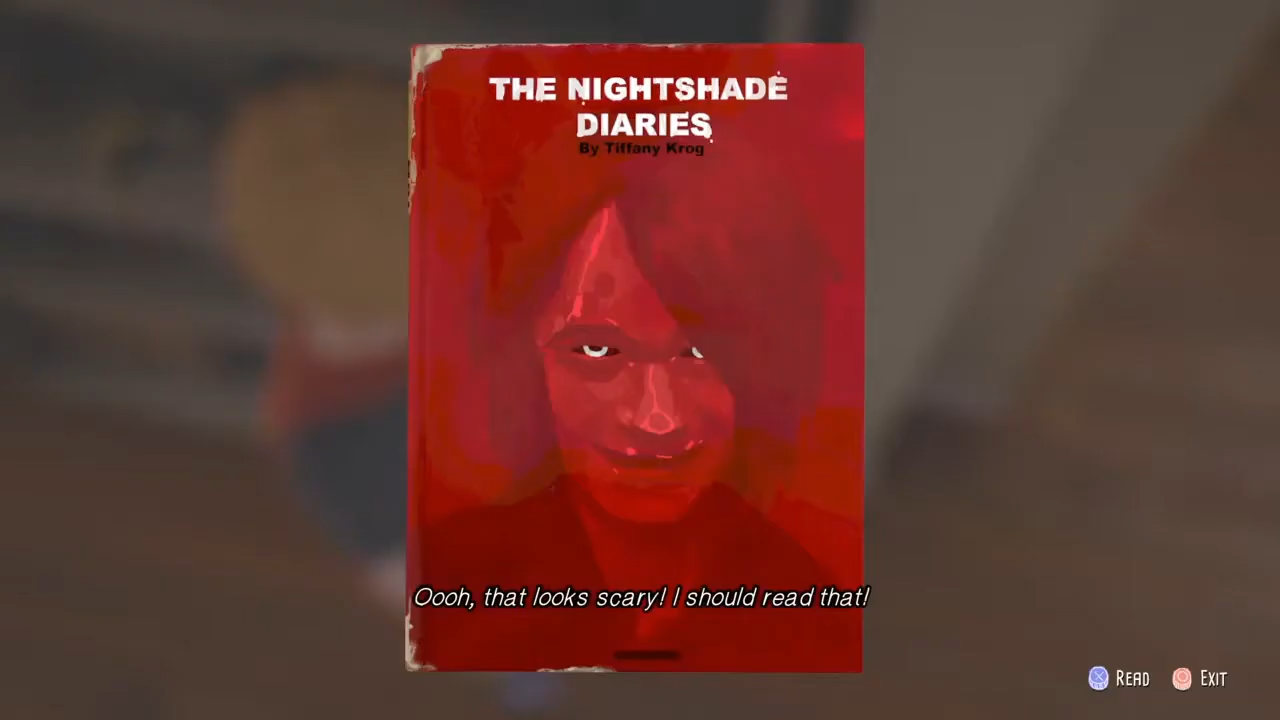 THE NIGHTSHADE
DIARIES
By Tiffany Krog
Oooh, that looks scary! I should read that!
READ EXIT